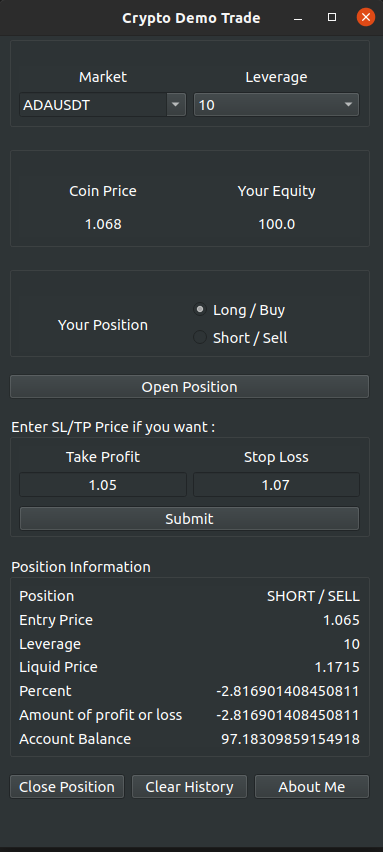 Crypto Demo Trade
Market Leverage
ADAUSDT 10
Coin Price Your Equity
1.068 100.0
Your Position
Long / Buy
Short / Sell
Open Position
Enter SL/TP Price if you want :
Take Profit Stop Loss
1.05 1.07
Submit
Position Information
Position SHORT / SELL
Entry Price 1.065
Leverage 10
Liquid Price 1.1715
Percent -2.816901408450811
Amount of profit or loss -2.816901408450811
Account Balance 97.18309859154918
Close Position Clear History About Me